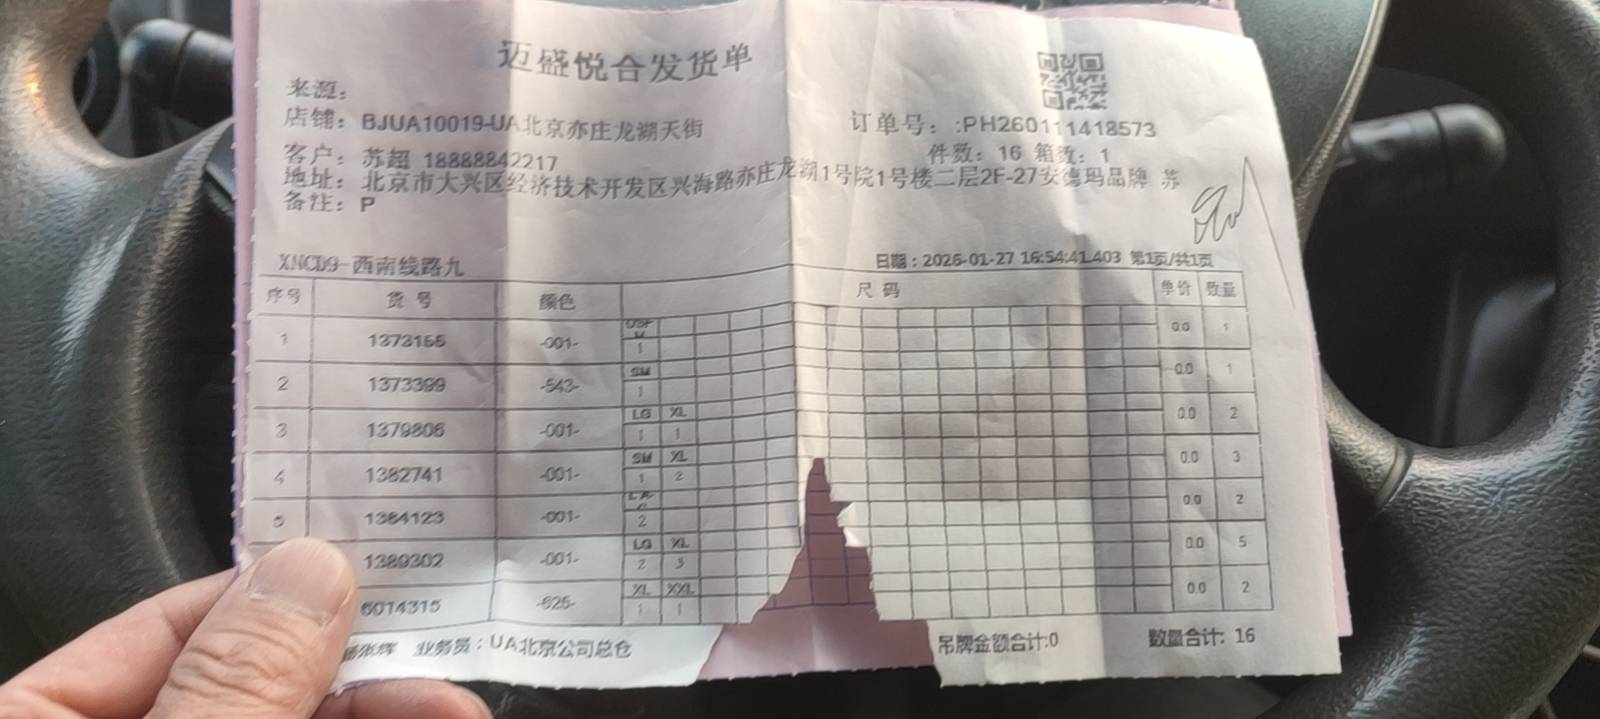 迈盛悦合发货单
来源:
店铺: BJUA10019-UA北京亦庄龙湖天街
订单号: :PH260111418573
客户: 苏超 18888842217
件数: 16 箱数: 1
地址: 北京市大兴区经济技术开发区兴海路亦庄龙湖1号院1号楼二层2F-27安德玛品牌 苏
备注: P
XNCD9-西南线路九
日期:2026-01-27 16:54:41.403 第1页/共1页
序号 货号 颜色 尺码 单价 数量
1 1373155 -001- 1 0.0 1
2 1373399 -543- SM 1 0.0 1
3 1379806 -001- LG XL 1 1 0.0 2
4 1382741 -001- SM XL 1 2 0.0 3
5 1384123 -001- 2 0.0 2
1389302 -001- LG XL 2 3 0.0 5
6014315 -625- XL XXL 1 1 0.0 2
张辉 业务员:UA北京公司总仓
吊牌金额合计:0
数量合计: 16